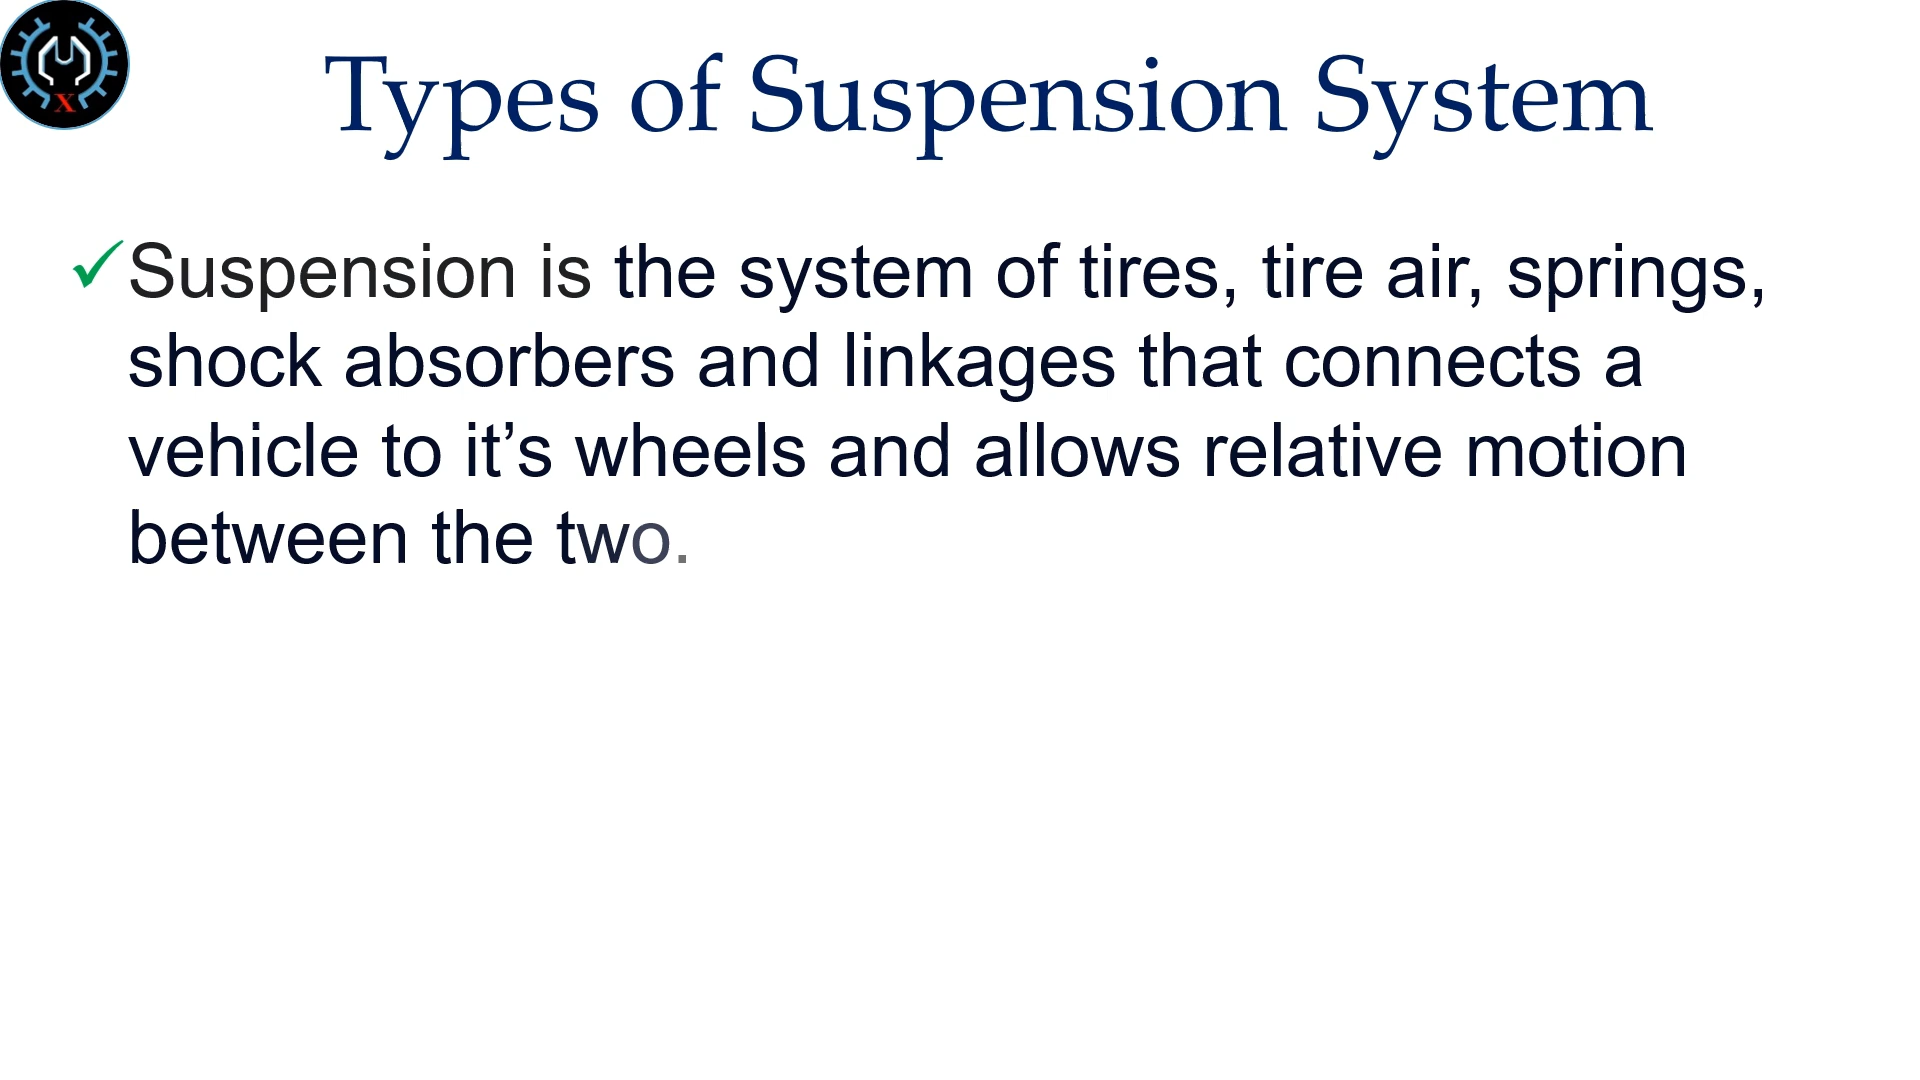 X
Types of Suspension System
✓Suspension is the system of tires, tire air, springs,
shock absorbers and linkages that connects a
vehicle to it’s wheels and allows relative motion
between the two.